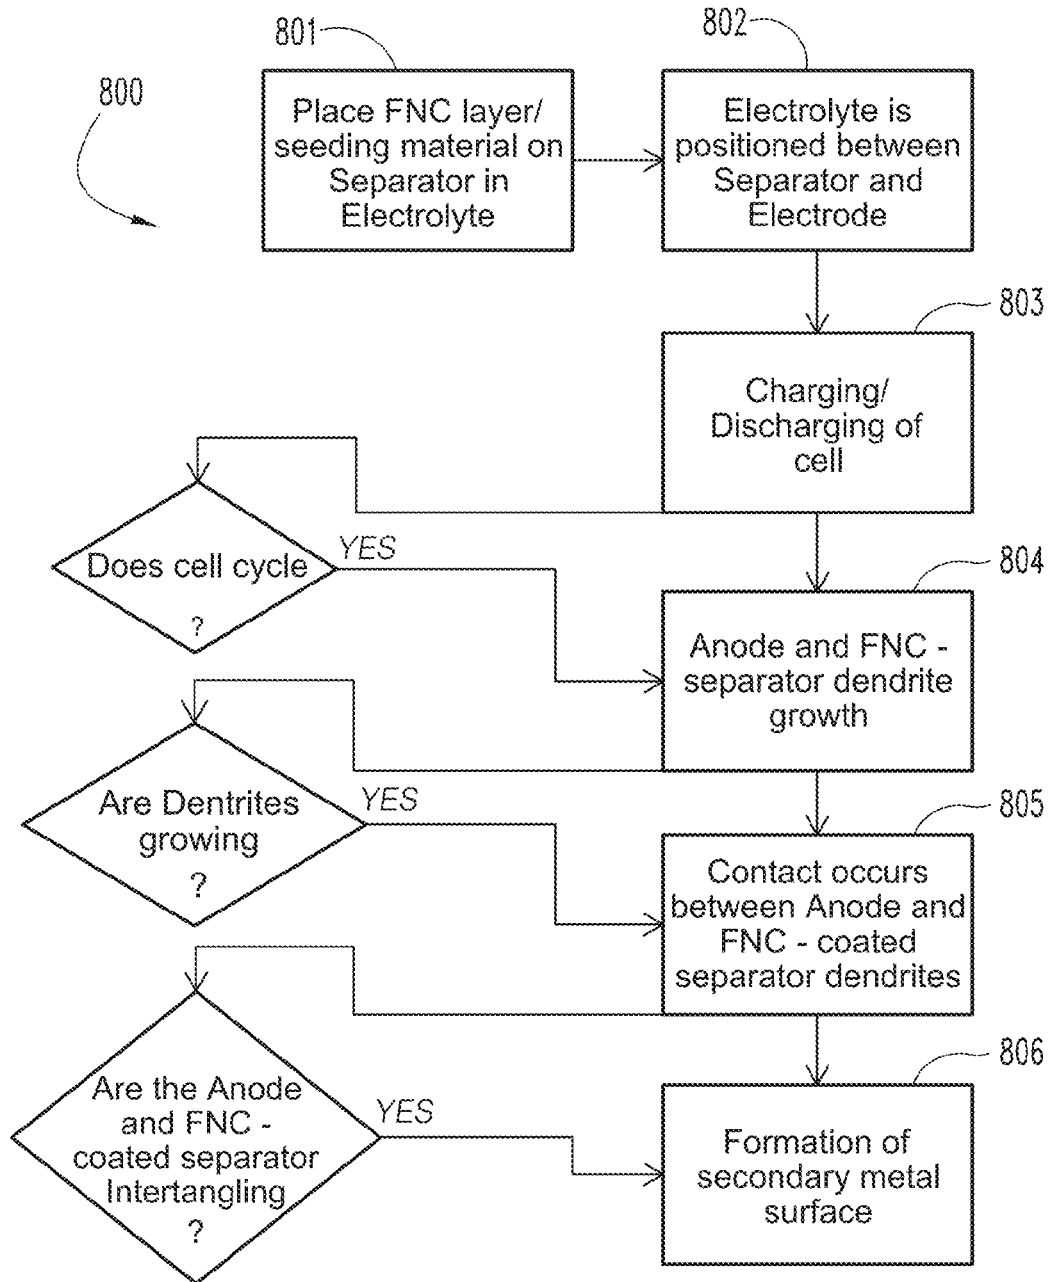 801
802
800
Place FNC layer/
seeding material on
Separator in
Electrolyte
Electrolyte is
positioned between
Separator and
Electrode
803
Charging/
Discharging of
cell
Does cell cycle
?
YES
804
Anode and FNC -
separator dendrite
growth
Are Dentrites
growing
?
YES
805
Contact occurs
between Anode and
FNC - coated
separator dendrites
Are the Anode
and FNC -
coated separator
Intertangling
?
YES
806
Formation of
secondary metal
surface